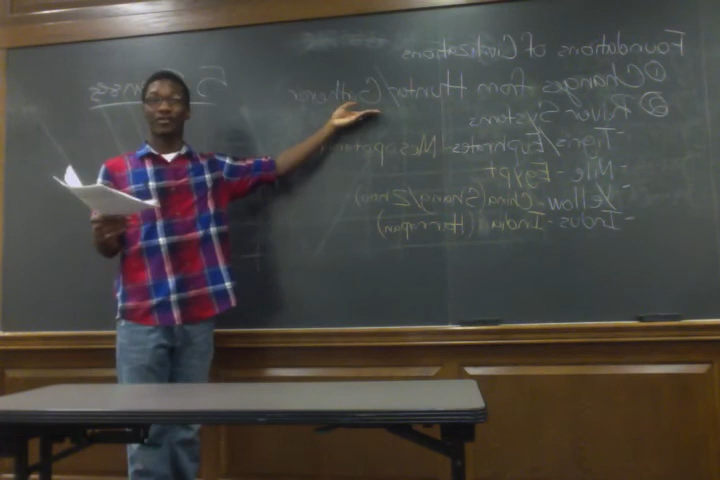 Foundations of Civilizations
① Changes from Hunter/Gatherer
② River Systems
- Tigris/Euphrates - Mesopotamia
- Nile - Egypt
- Yellow - China (Shang/Zhou)
- Indus - India (Harrapan)
5